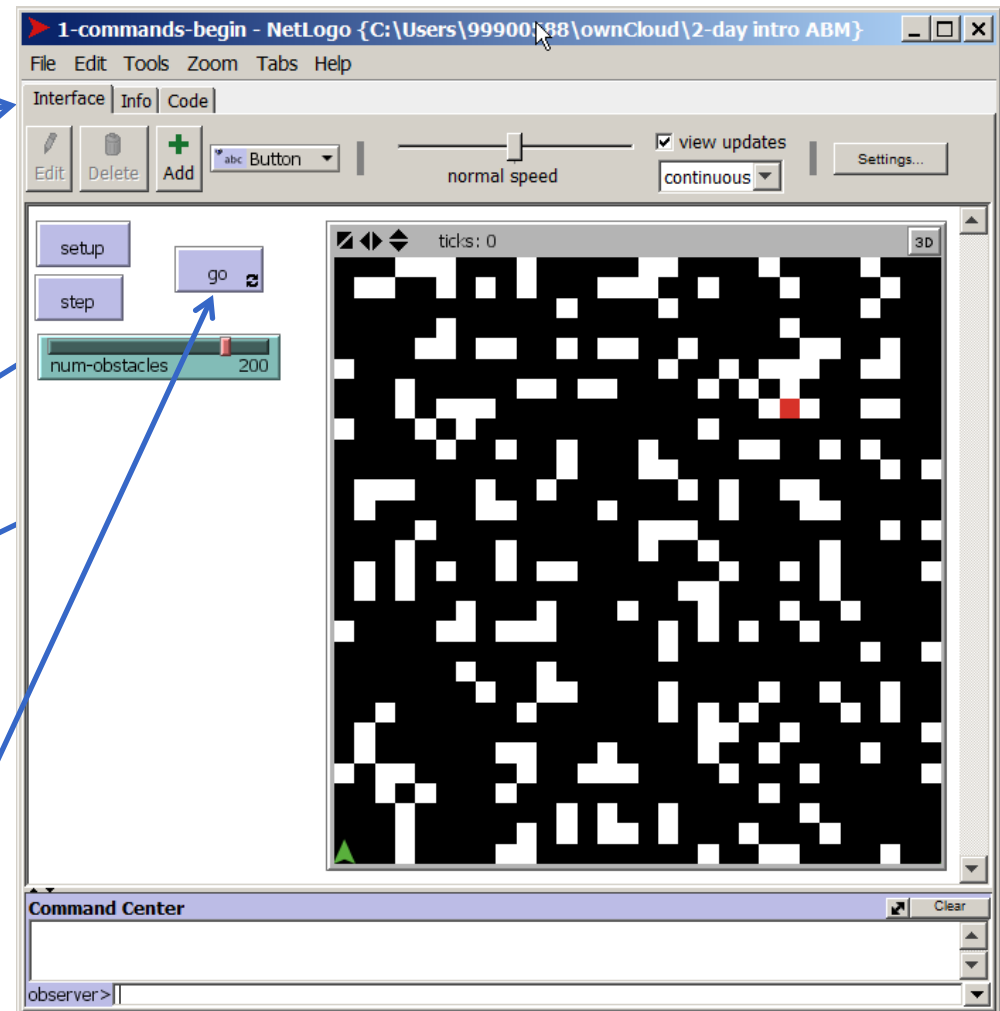 1-commands-begin - NetLogo {C:\Users\99900588\ownCloud\2-day intro ABM}
File Edit Tools Zoom Tabs Help
Interface Info Code
Edit Delete Add abc Button normal speed view updates continuous Settings...
setup
go
step
num-obstacles 200
ticks: 0 3D
Command Center Clear
observer>